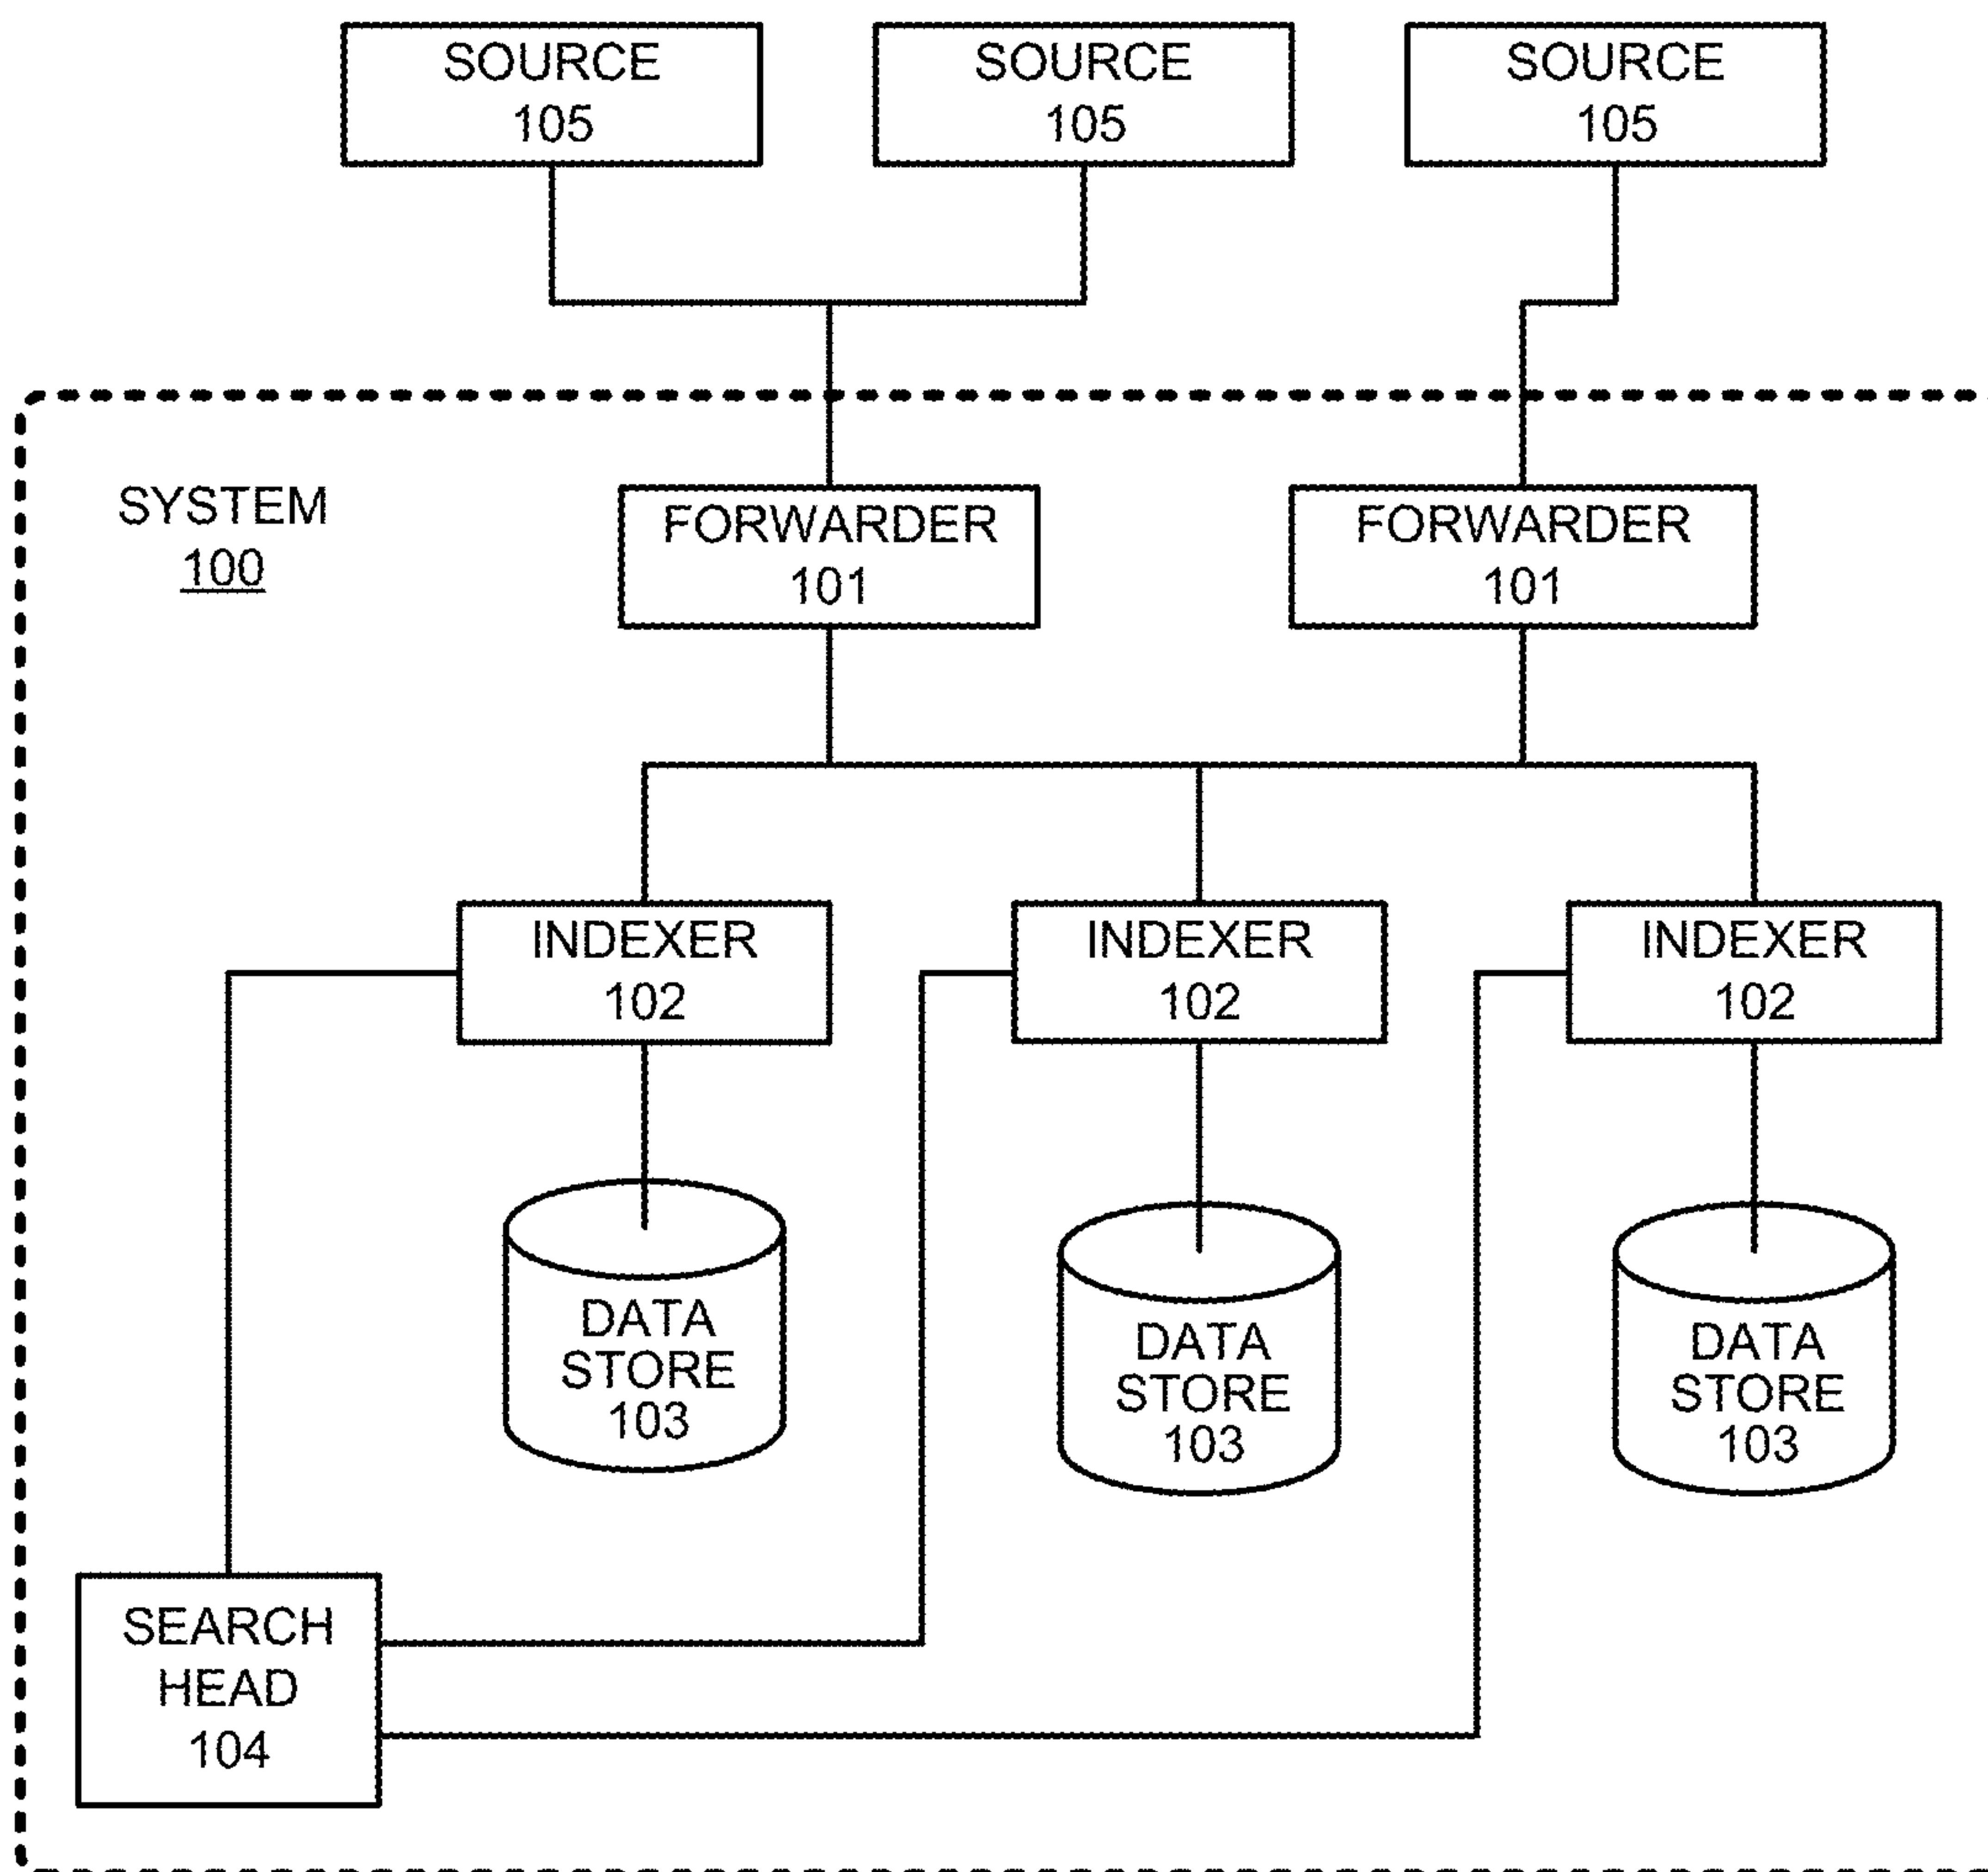 SOURCE
105
SOURCE
105
SOURCE
105
SYSTEM
100
FORWARDER
101
FORWARDER
101
INDEXER
102
INDEXER
102
INDEXER
102
DATA
STORE
103
DATA
STORE
103
DATA
STORE
103
SEARCH
HEAD
104